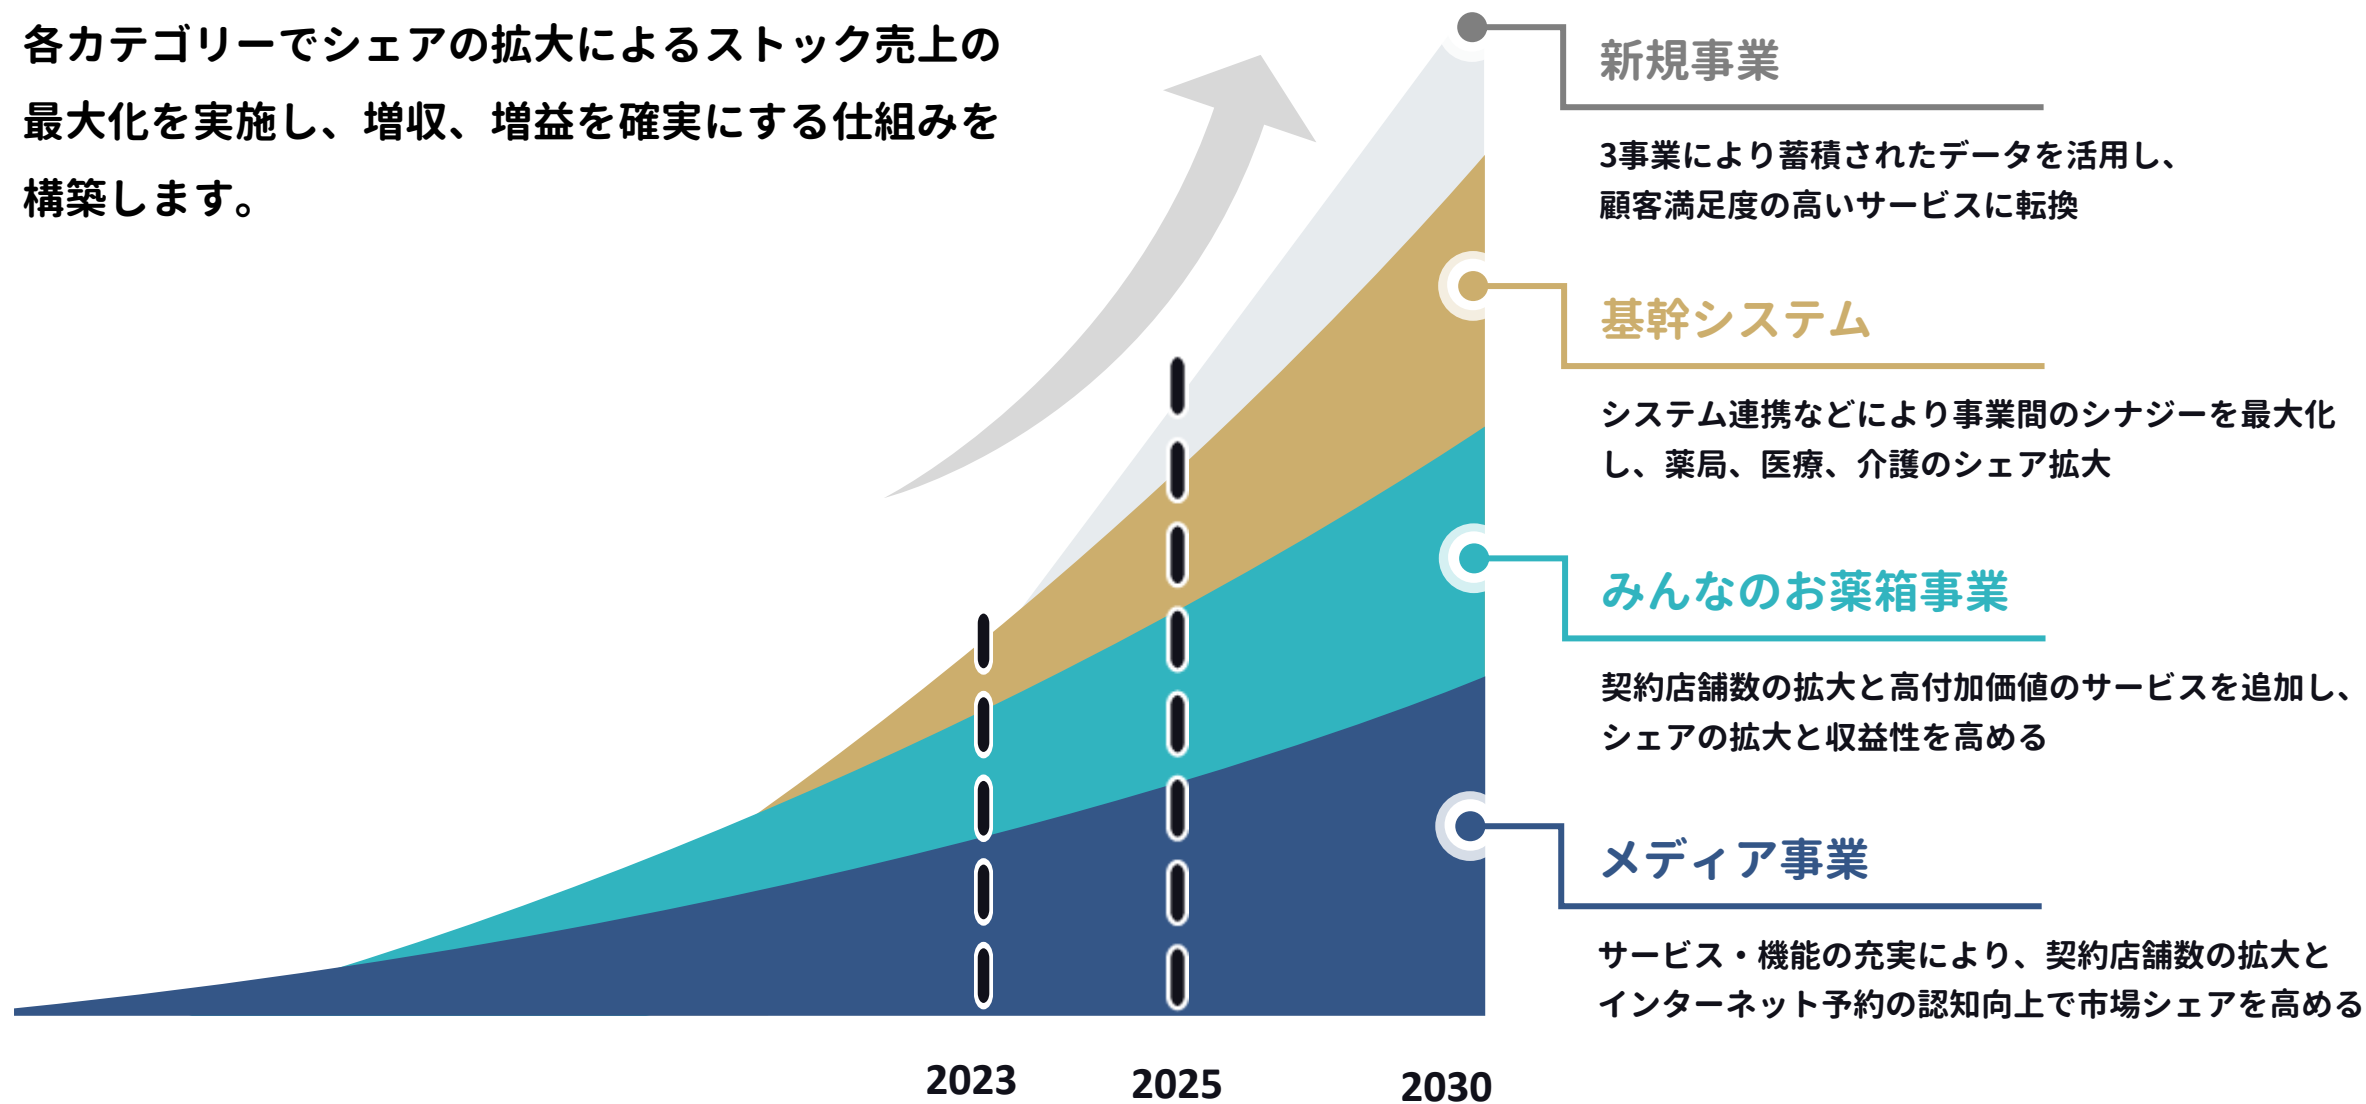 各カテゴリーでシェアの拡大によるストック売上の
最大化を実施し、増収、増益を確実にする仕組みを
構築します。
新規事業
3事業により蓄積されたデータを活用し、
顧客満足度の高いサービスに転換
基幹システム
システム連携などにより事業間のシナジーを最大化
し、薬局、医療、介護のシェア拡大
みんなのお薬箱事業
契約店舗数の拡大と高付加価値のサービスを追加し、
シェアの拡大と収益性を高める
メディア事業
サービス・機能の充実により、契約店舗数の拡大と
インターネット予約の認知向上で市場シェアを高める
2023
2025
2030